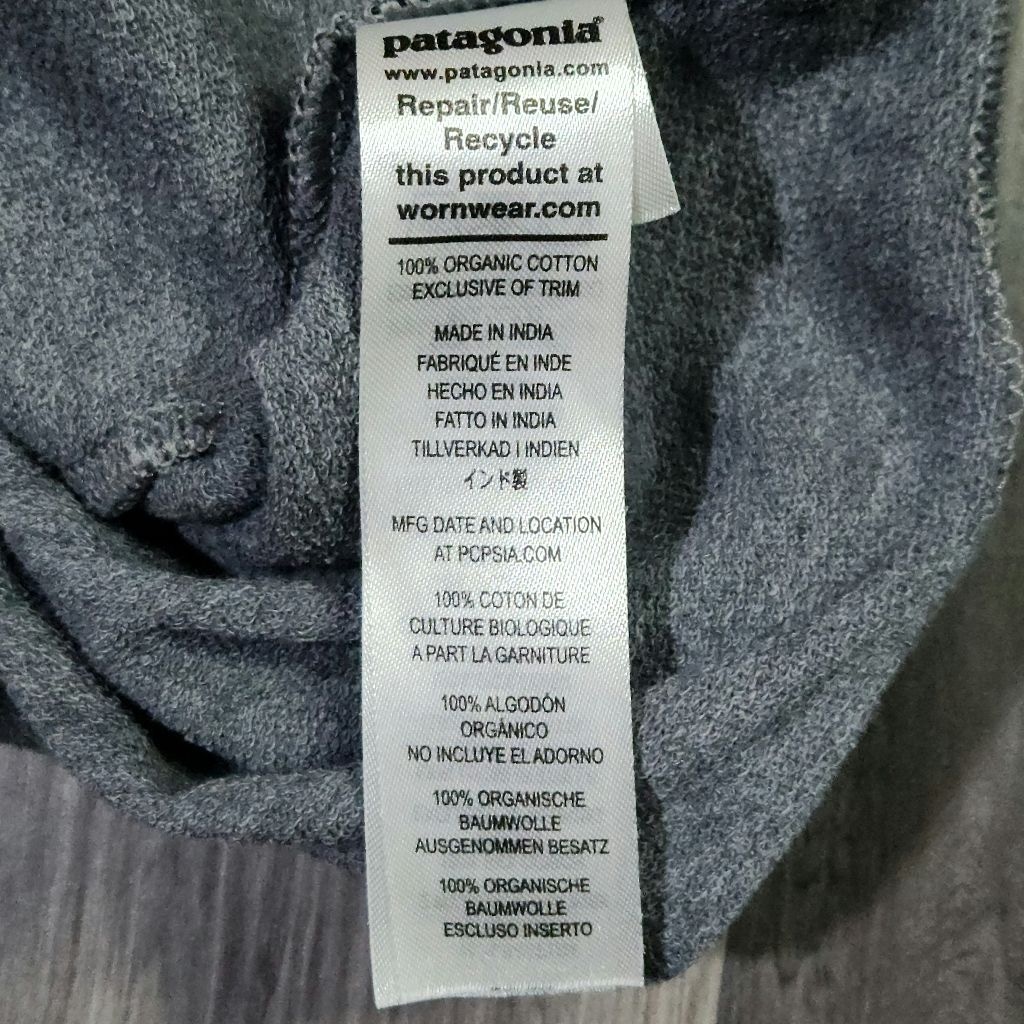 patagonia®
www.patagonia.com
Repair/Reuse/
Recycle
this product at
wornwear.com
100% ORGANIC COTTON
EXCLUSIVE OF TRIM
MADE IN INDIA
FABRIQUÉ EN INDE
HECHO EN INDIA
FATTO IN INDIA
TILLVERKAD I INDIEN
インド製
MFG DATE AND LOCATION
AT PCPSIA.COM
100% COTON DE
CULTURE BIOLOGIQUE
A PART LA GARNITURE
100% ALGODÓN
ORGÁNICO
NO INCLUYE EL ADORNO
100% ORGANISCHE
BAUMWOLLE
AUSGENOMMEN BESATZ
100% ORGANISCHE
BAUMWOLLE
ESCLUSO INSERTO